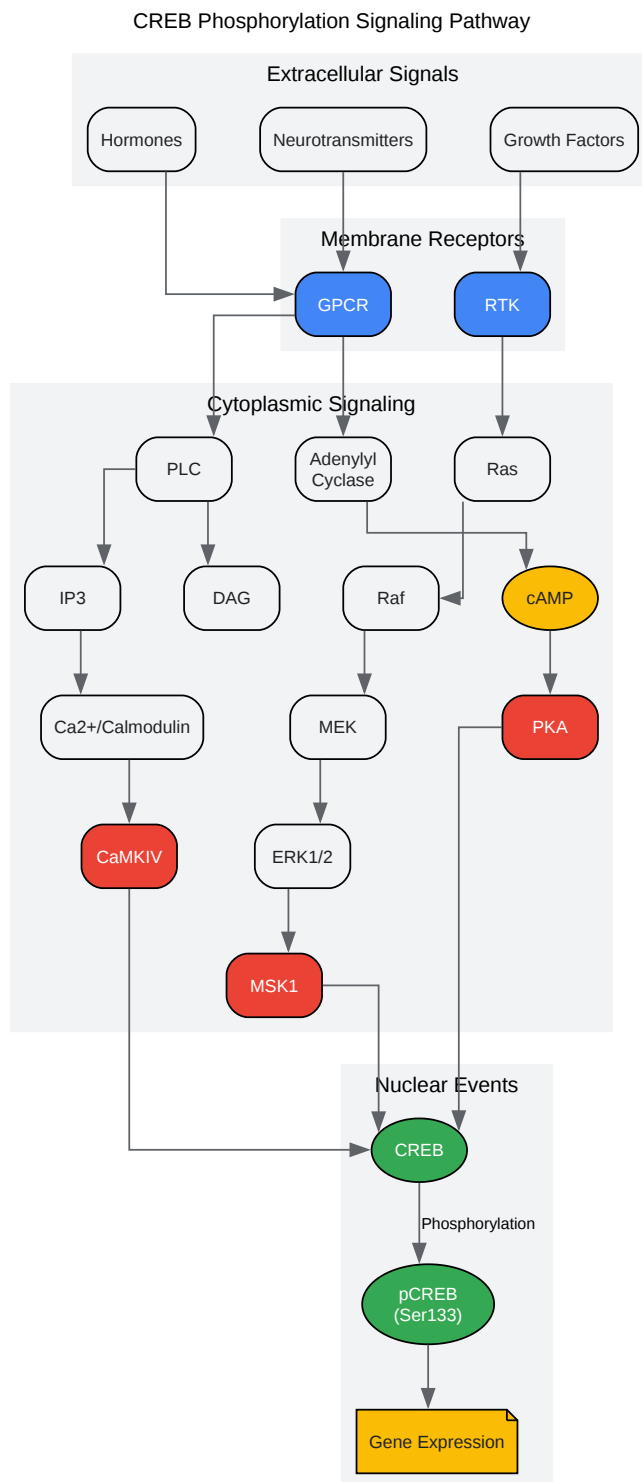 CREB Phosphorylation Signaling Pathway
Extracellular Signals
Hormones
Neurotransmitters
Growth Factors
Membrane Receptors
GPCR
RTK
Cytoplasmic Signaling
PLC
Adenylyl
Cyclase
Ras
IP3
DAG
Raf
cAMP
Ca2+/Calmodulin
MEK
PKA
CaMKIV
ERK1/2
MSK1
Nuclear Events
CREB
Phosphorylation
pCREB
(Ser133)
Gene Expression